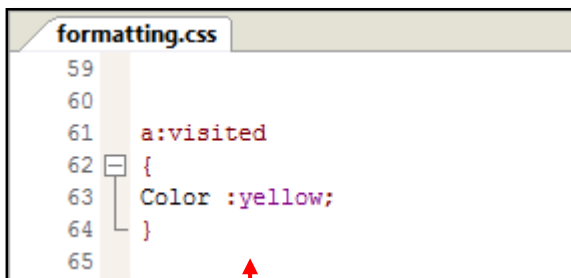 formatting.css
59
60
61 a:visited
62 {
63 Color :yellow;
64 }
65